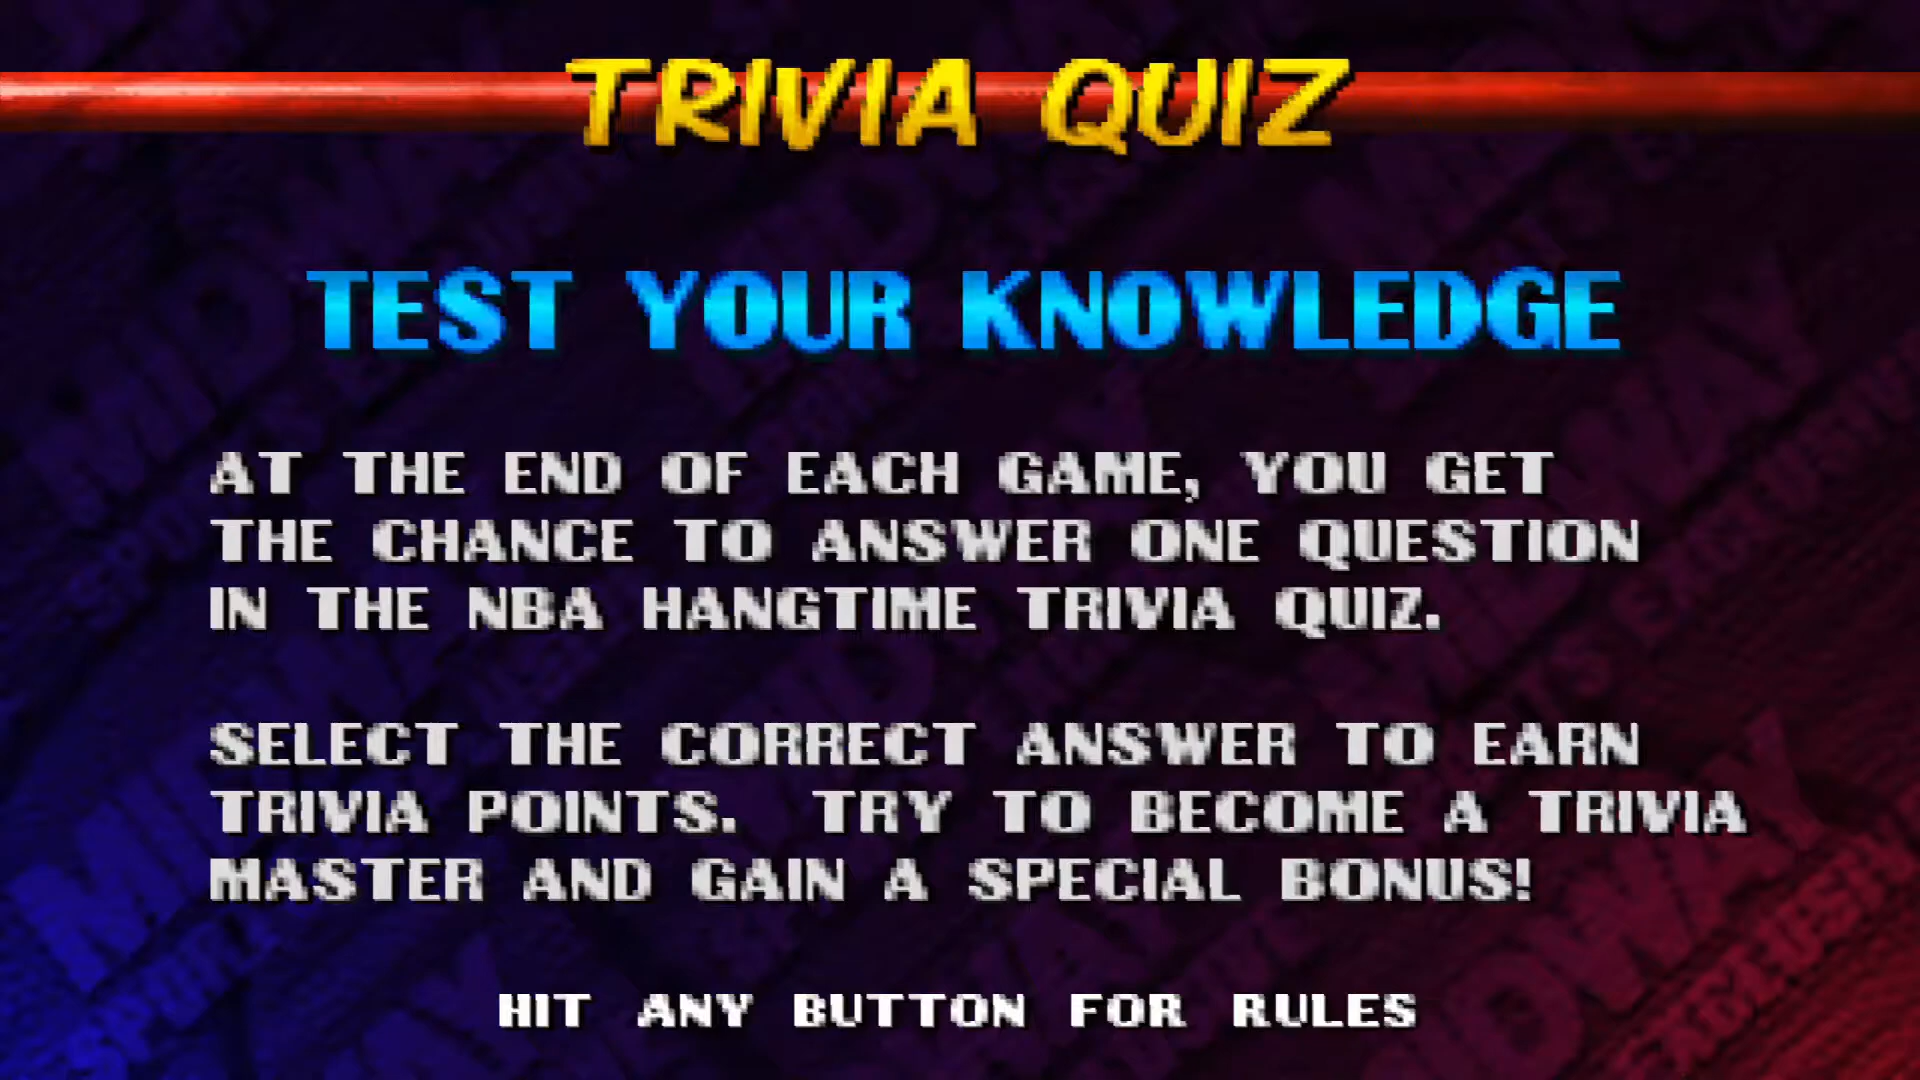 TRIVIA QUIZ
TEST YOUR KNOWLEDGE
AT THE END OF EACH GAME, YOU GET
THE CHANCE TO ANSWER ONE QUESTION
IN THE NBA HANGTIME TRIVIA QUIZ.
SELECT THE CORRECT ANSWER TO EARN
TRIVIA POINTS. TRY TO BECOME A TRIVIA
MASTER AND GAIN A SPECIAL BONUS!
HIT ANY BUTTON FOR RULES